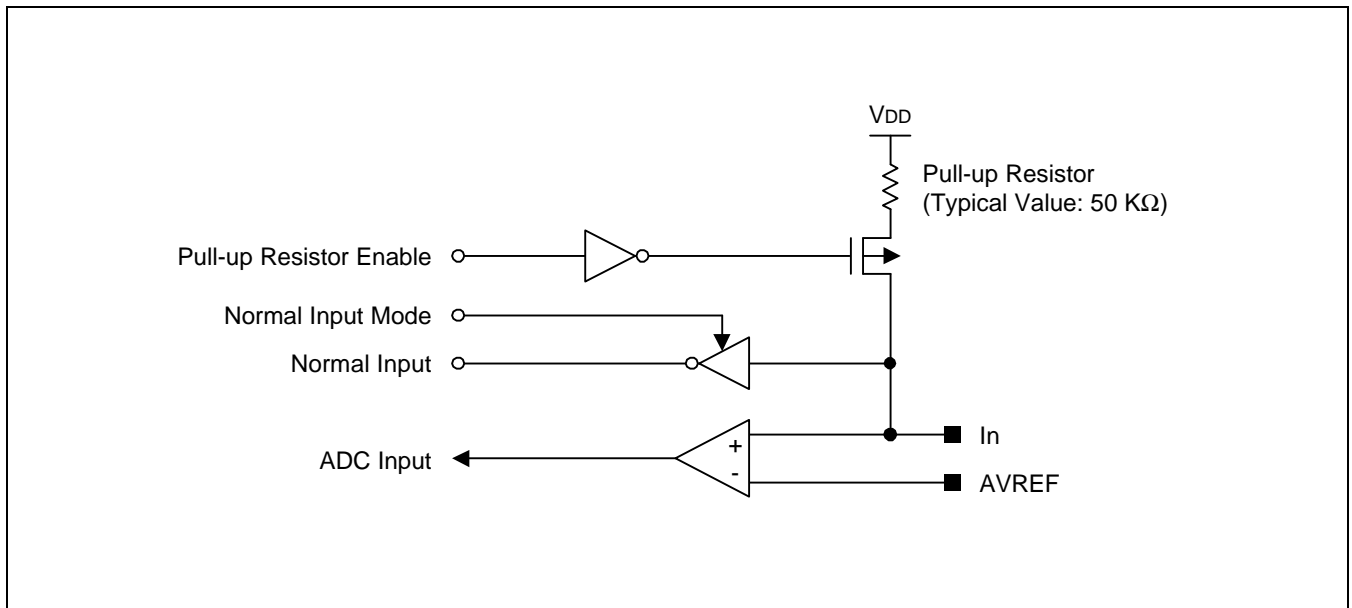 VDD
Pull-up Resistor
(Typical Value: 50 KΩ)
Pull-up Resistor Enable
Normal Input Mode
Normal Input
+
-
In
ADC Input
AVREF